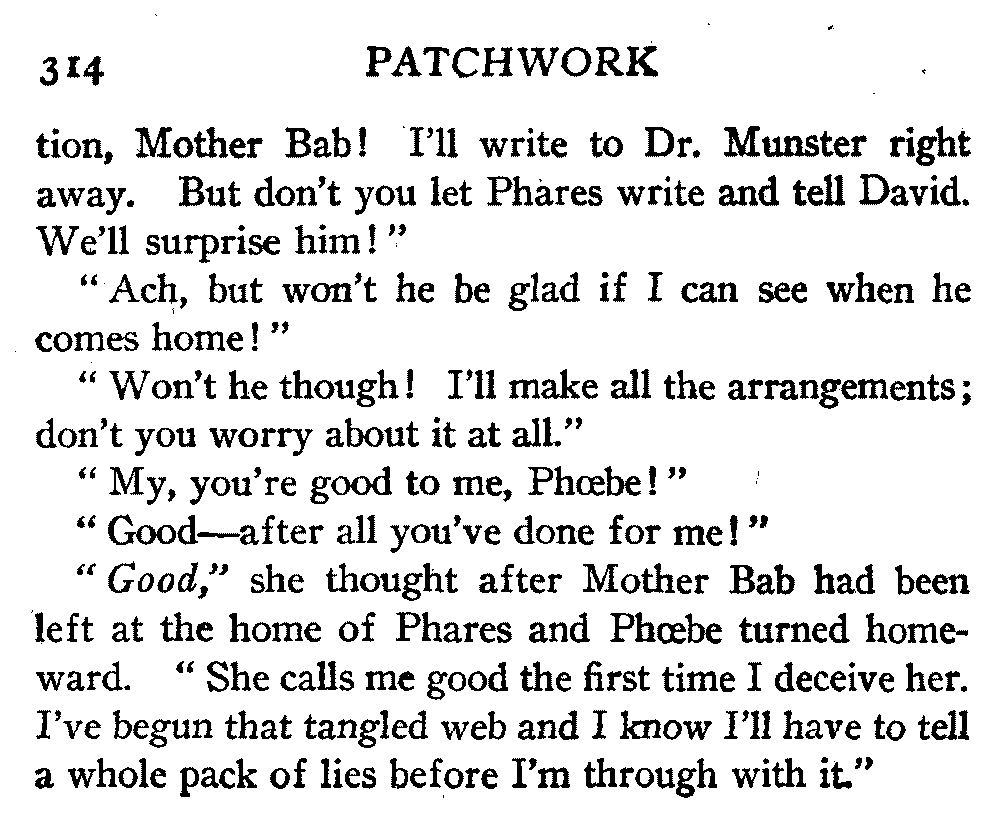 314 PATCHWORK
tion, Mother Bab! I'll write to Dr. Munster right
away. But don't you let Phares write and tell David.
We'll surprise him!"
"Ach, but won't he be glad if I can see when he
comes home!"
"Won't he though! I'll make all the arrangements;
don't you worry about it at all."
"My, you're good to me, Phœbe!"
"Good—after all you've done for me!"
"Good," she thought after Mother Bab had been
left at the home of Phares and Phœbe turned home-
ward. "She calls me good the first time I deceive her.
I've begun that tangled web and I know I'll have to tell
a whole pack of lies before I'm through with it."